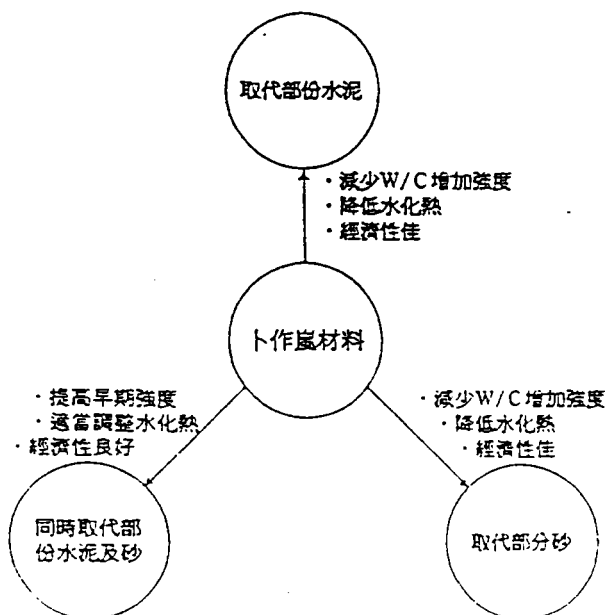 取代部份水泥
·減少W/C增加強度
·降低水化熱
·經濟性佳
卜作嵐材料
·提高早期強度
·適當調整水化熱
·經濟性良好
·減少W/C增加強度
·降低水化熱
·經濟性佳
同時取代部
份水泥及砂
取代部分砂